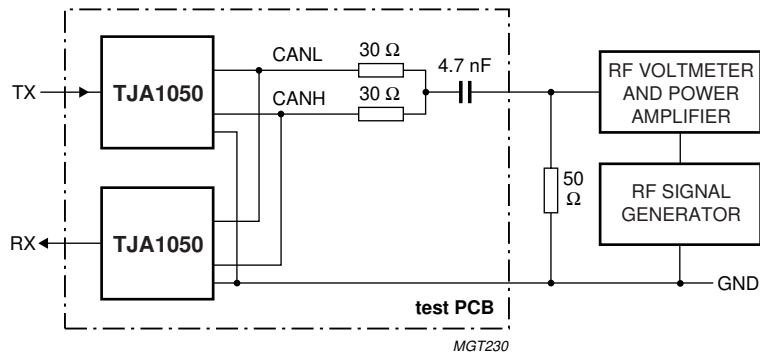 TX
TJA1050
CANL
30 Ω
CANH
30 Ω
4.7 nF
RF VOLTMETER
AND POWER
AMPLIFIER
50
Ω
RF SIGNAL
GENERATOR
RX
TJA1050
GND
test PCB
MGT230